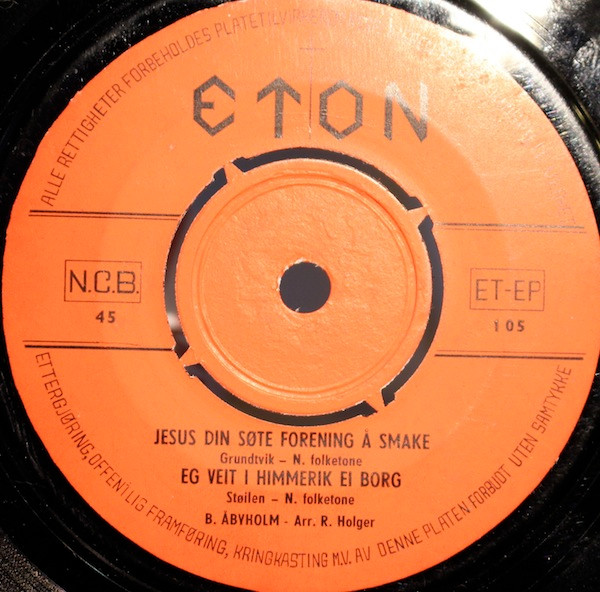 ALLE RETTIGHETER FORBEHOLDES PLATETILVIRKEREN
ETON
N.C.B.
45
ET-EP
105
JESUS DIN SØTE FORENING Å SMAKE
Grundtvik – N. folketone
EG VEIT I HIMMERIK EI BORG
Støilen – N. folketone
B. ÅBYHOLM - Arr. R. Holger
ETTERGJØRING, OFFENTLIG FRAMFØRING, KRINGKASTING M.V. AV DENNE PLATEN FORBUDT UTEN SAMTYKKE